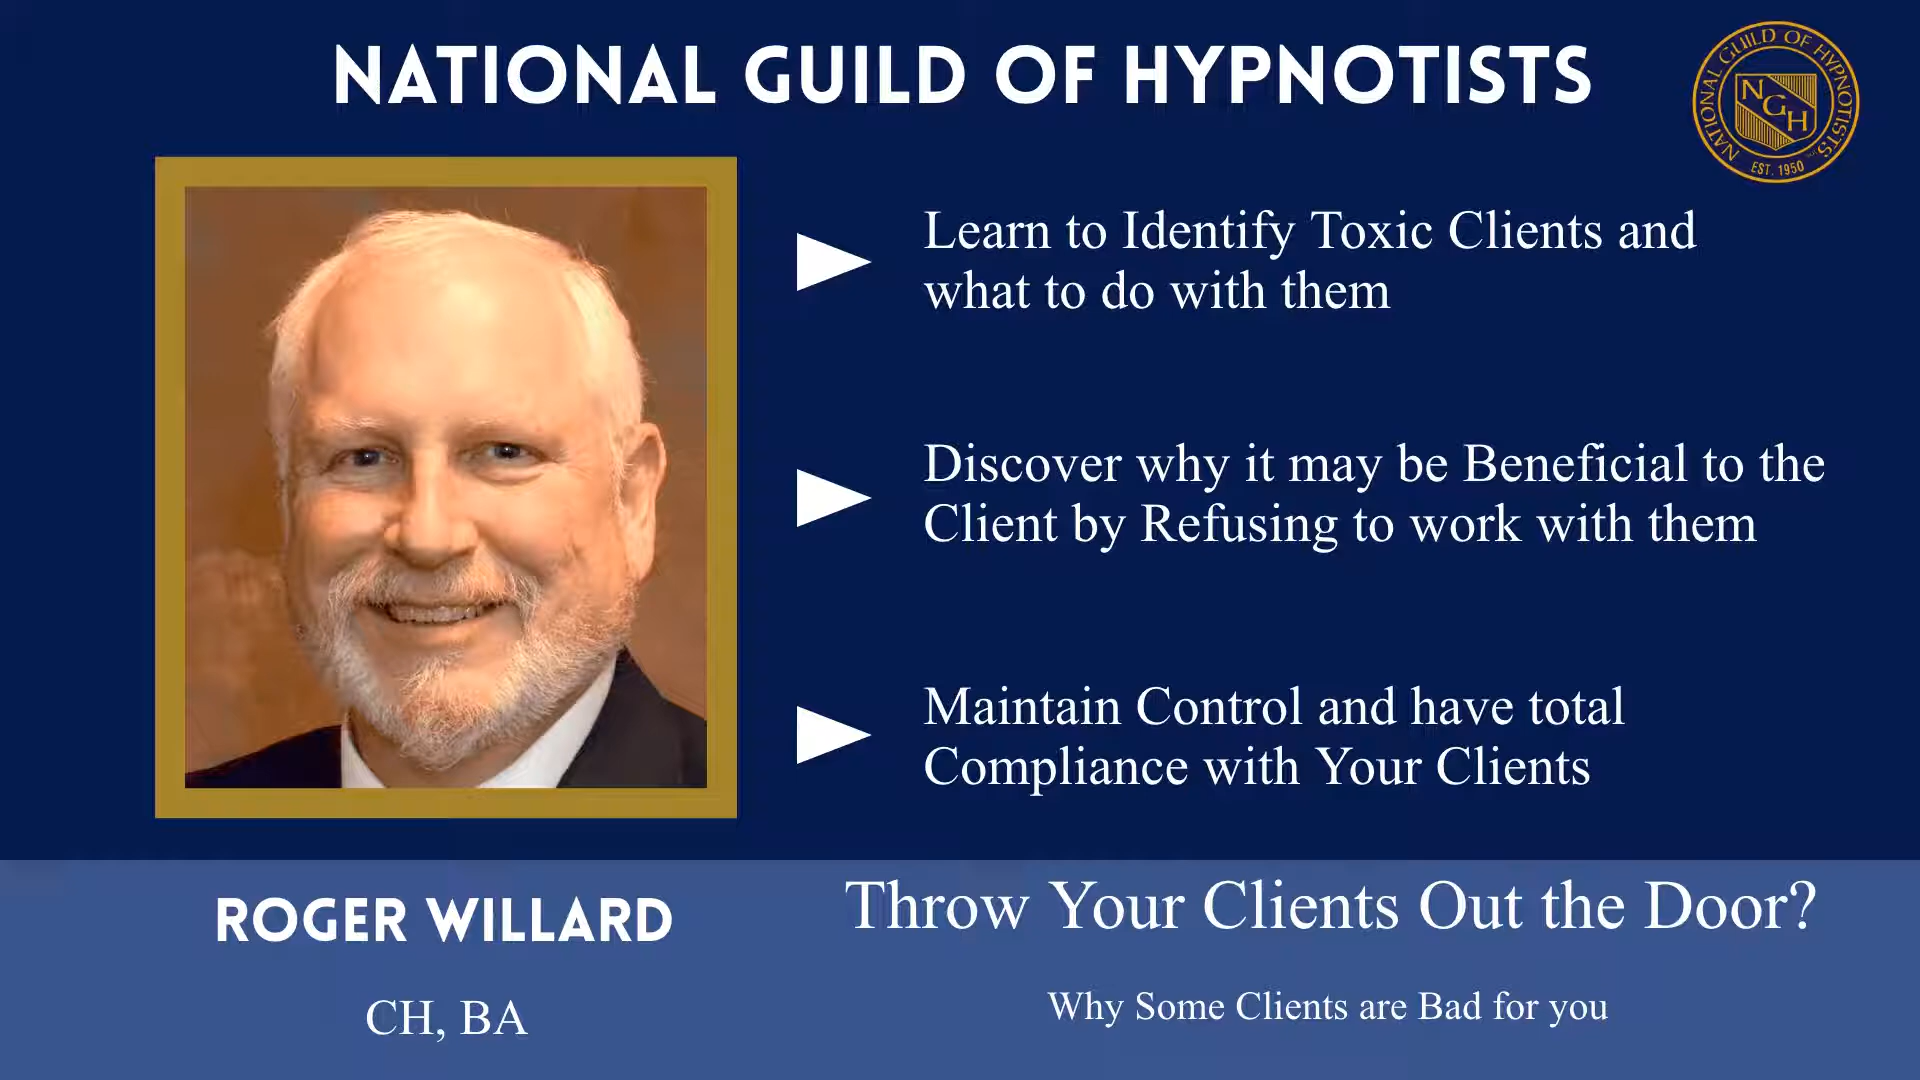 NATIONAL GUILD OF HYPNOTISTS
NATIONAL GUILD OF HYPNOTISTS
NGH
EST. 1950
Learn to Identify Toxic Clients and
what to do with them
Discover why it may be Beneficial to the
Client by Refusing to work with them
Maintain Control and have total
Compliance with Your Clients
ROGER WILLARD
CH, BA
Throw Your Clients Out the Door?
Why Some Clients are Bad for you